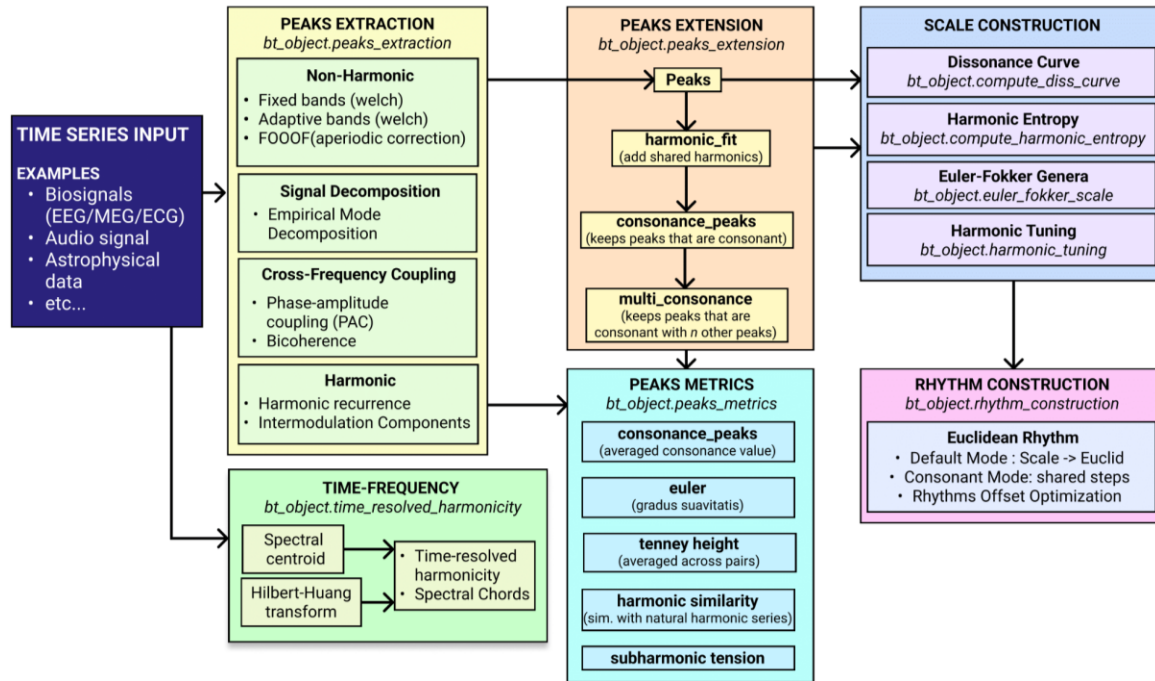 TIME SERIES INPUT
EXAMPLES
• Biosignals
(EEG/MEG/ECG)
• Audio signal
• Astrophysical
data
• etc...
PEAKS EXTRACTION
bt_object.peaks_extraction
Non-Harmonic
• Fixed bands (welch)
• Adaptive bands (welch)
• FOOOF(aperiodic correction)
Signal Decomposition
• Empirical Mode
Decomposition
Cross-Frequency Coupling
• Phase-amplitude
coupling (PAC)
• Bicoherence
Harmonic
• Harmonic recurrence
• Intermodulation Components
TIME-FREQUENCY
bt_object.time_resolved_harmonicity
Spectral
centroid
Hilbert-Huang
transform
• Time-resolved
harmonicity
• Spectral Chords
PEAKS EXTENSION
bt_object.peaks_extension
Peaks
harmonic_fit
(add shared harmonics)
consonance_peaks
(keeps peaks that are consonant)
multi_consonance
(keeps peaks that are
consonant with n other peaks)
PEAKS METRICS
bt_object.peaks_metrics
consonance_peaks
(averaged consonance value)
euler
(gradus suavitatis)
tenney height
(averaged across pairs)
harmonic similarity
(sim. with natural harmonic series)
subharmonic tension
SCALE CONSTRUCTION
Dissonance Curve
bt_object.compute_diss_curve
Harmonic Entropy
bt_object.compute_harmonic_entropy
Euler-Fokker Genera
bt_object.euler_fokker_scale
Harmonic Tuning
bt_object.harmonic_tuning
RHYTHM CONSTRUCTION
bt_object.rhythm_construction
Euclidean Rhythm
• Default Mode : Scale -> Euclid
• Consonant Mode: shared steps
• Rhythms Offset Optimization